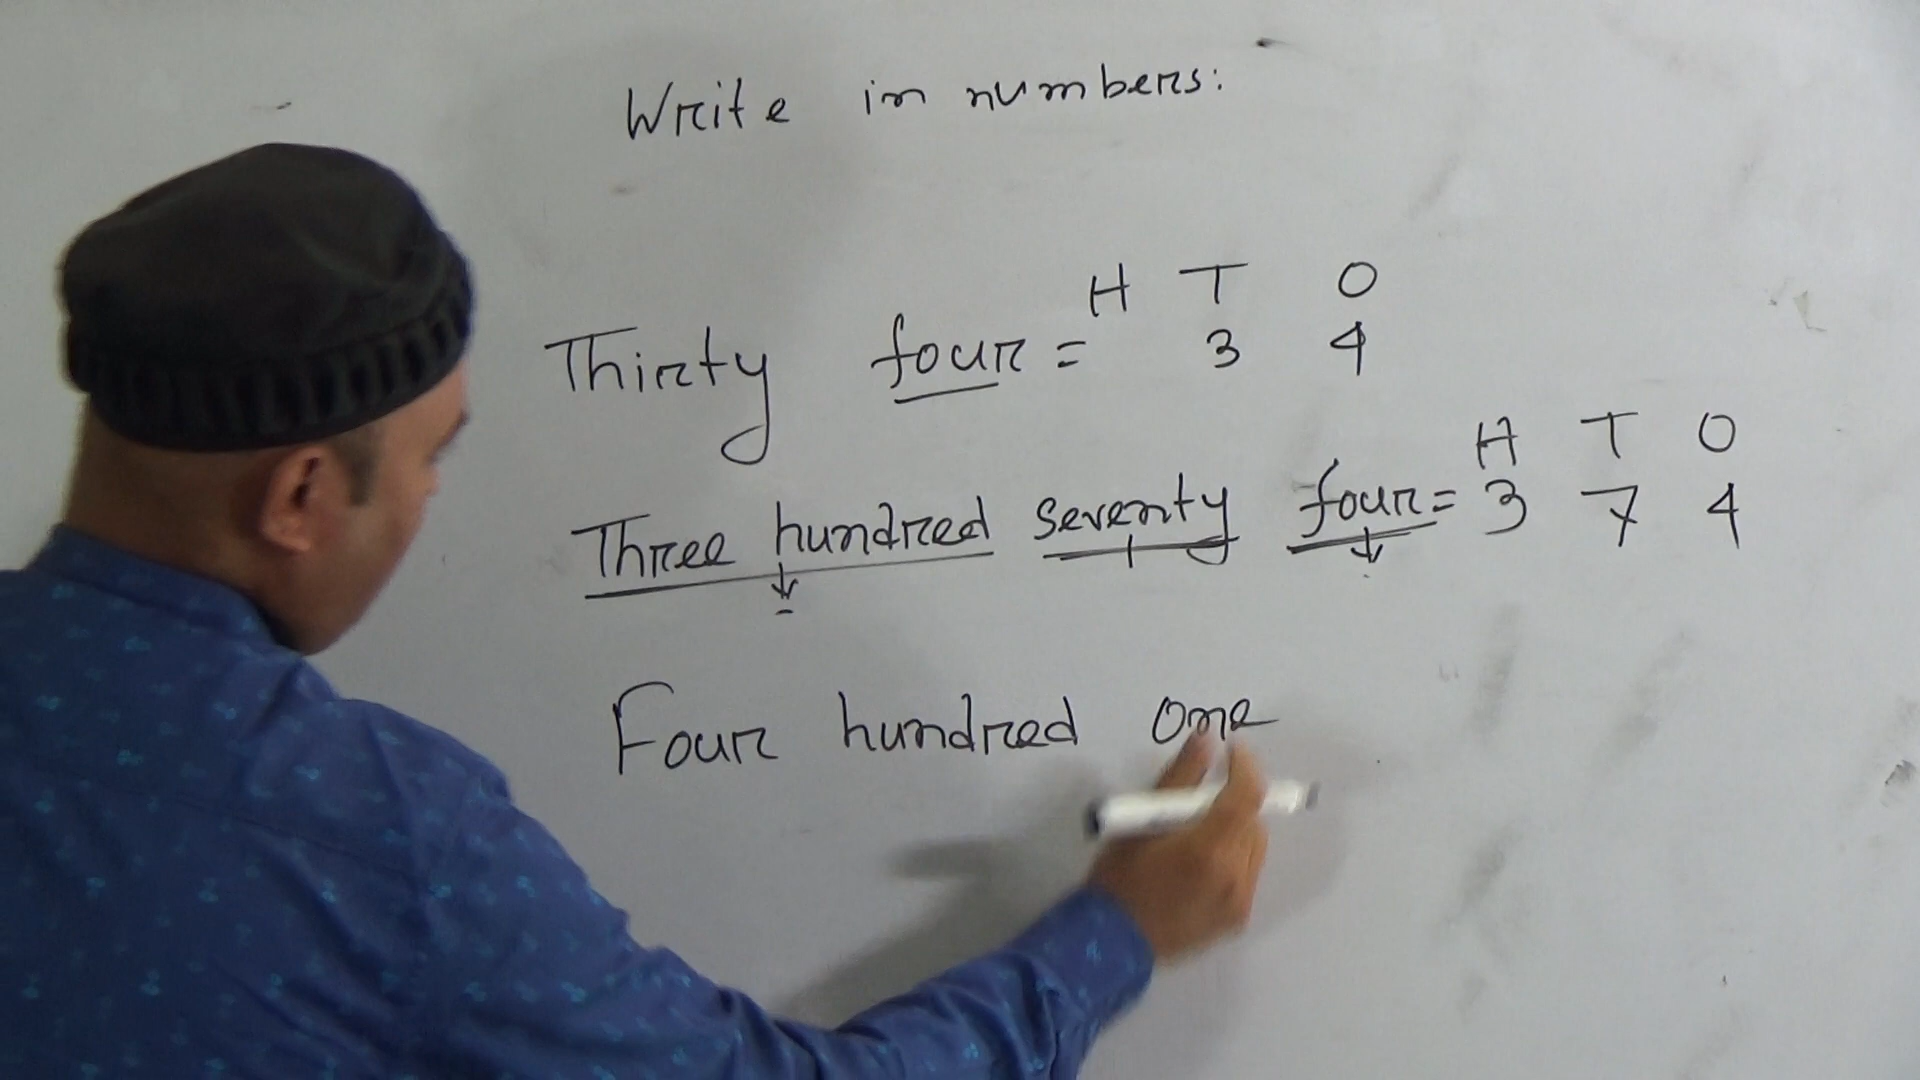 Write in numbers:
H T O
Thirty four = 3 4
H T O
Three hundred seventy four = 3 7 4
Four hundred one